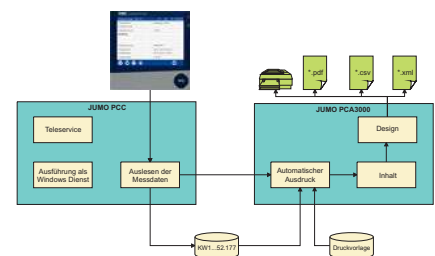 *.pdf
*.csv
*.xml
JUMO PCC
JUMO PCA3000
Teleservice
Design
Ausführung als
Windows Dienst
Auslesen der
Messdaten
Automatischer
Ausdruck
Inhalt
KW1...52.177
Druckvorlage